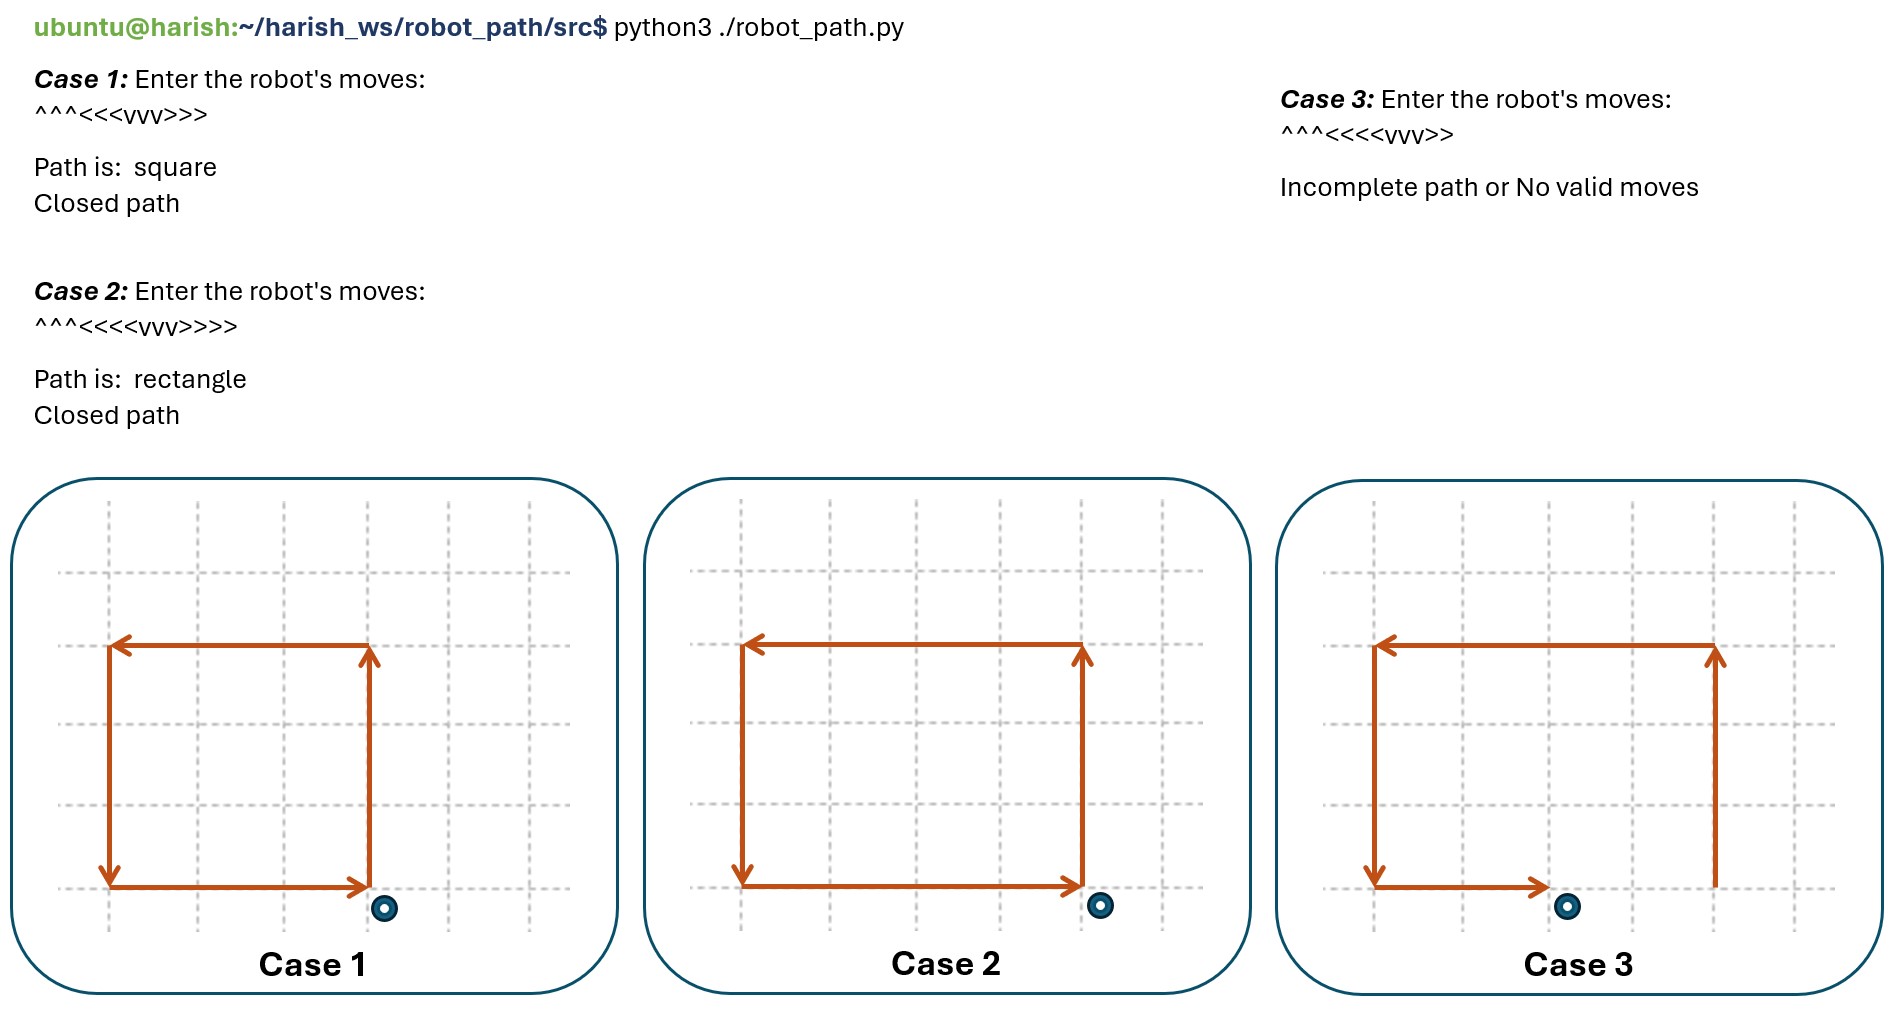 ubuntu@harish:~/harish_ws/robot_path/src$ python3 ./robot_path.py
Case 1: Enter the robot's moves:
^^^<<<vvv>>>
Path is:  square
Closed path
Case 2: Enter the robot's moves:
^^^<<<<vvv>>>>
Path is:  rectangle
Closed path
Case 3: Enter the robot's moves:
^^^<<<<vvv>>
Incomplete path or No valid moves
Case 1
Case 2
Case 3